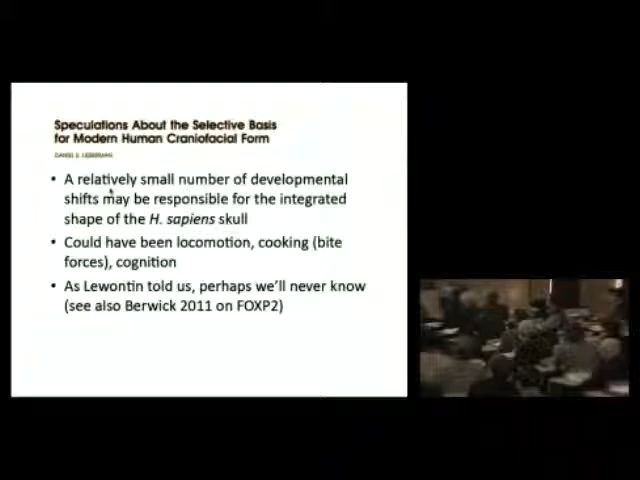 Speculations About the Selective Basis
for Modern Human Craniofacial Form
DANIEL E. LIEBERMAN
• A relatively small number of developmental
shifts may be responsible for the integrated
shape of the H. sapiens skull
• Could have been locomotion, cooking (bite
forces), cognition
• As Lewontin told us, perhaps we'll never know
(see also Berwick 2011 on FOXP2)